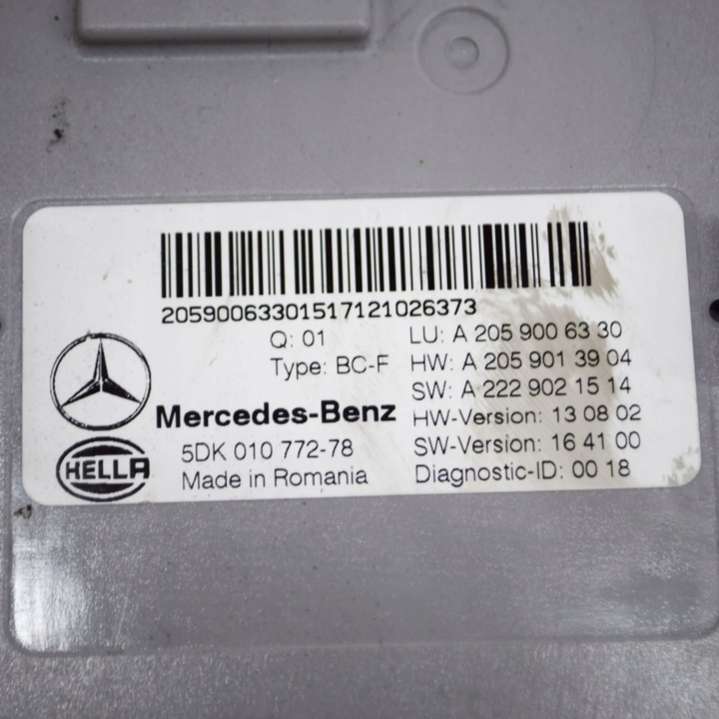 205900633015171210​26373
Q: 01
LU: A 205 900 63 30
Type: BC-F
HW: A 205 901 39 04
SW: A 222 902 15 14
Mercedes-Benz
HW-Version: 13 08 02
5DK 010 772-78
SW-Version: 16 41 00
HELLA
Made in Romania
Diagnostic-ID: 00 18